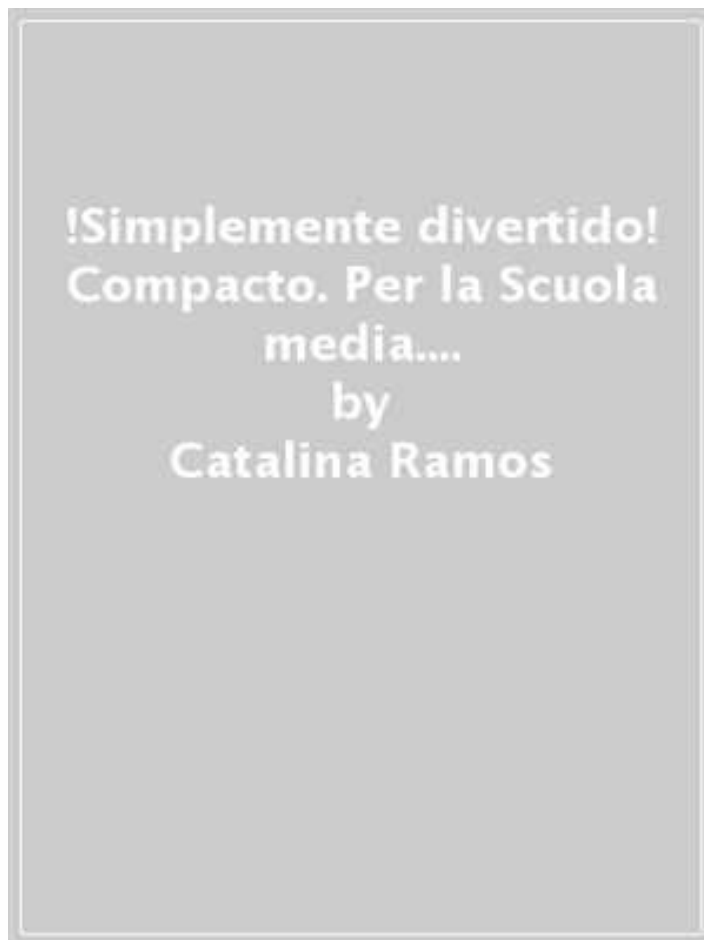 !Simplemente divertido!
Compacto. Per la Scuola
media....
by
Catalina Ramos